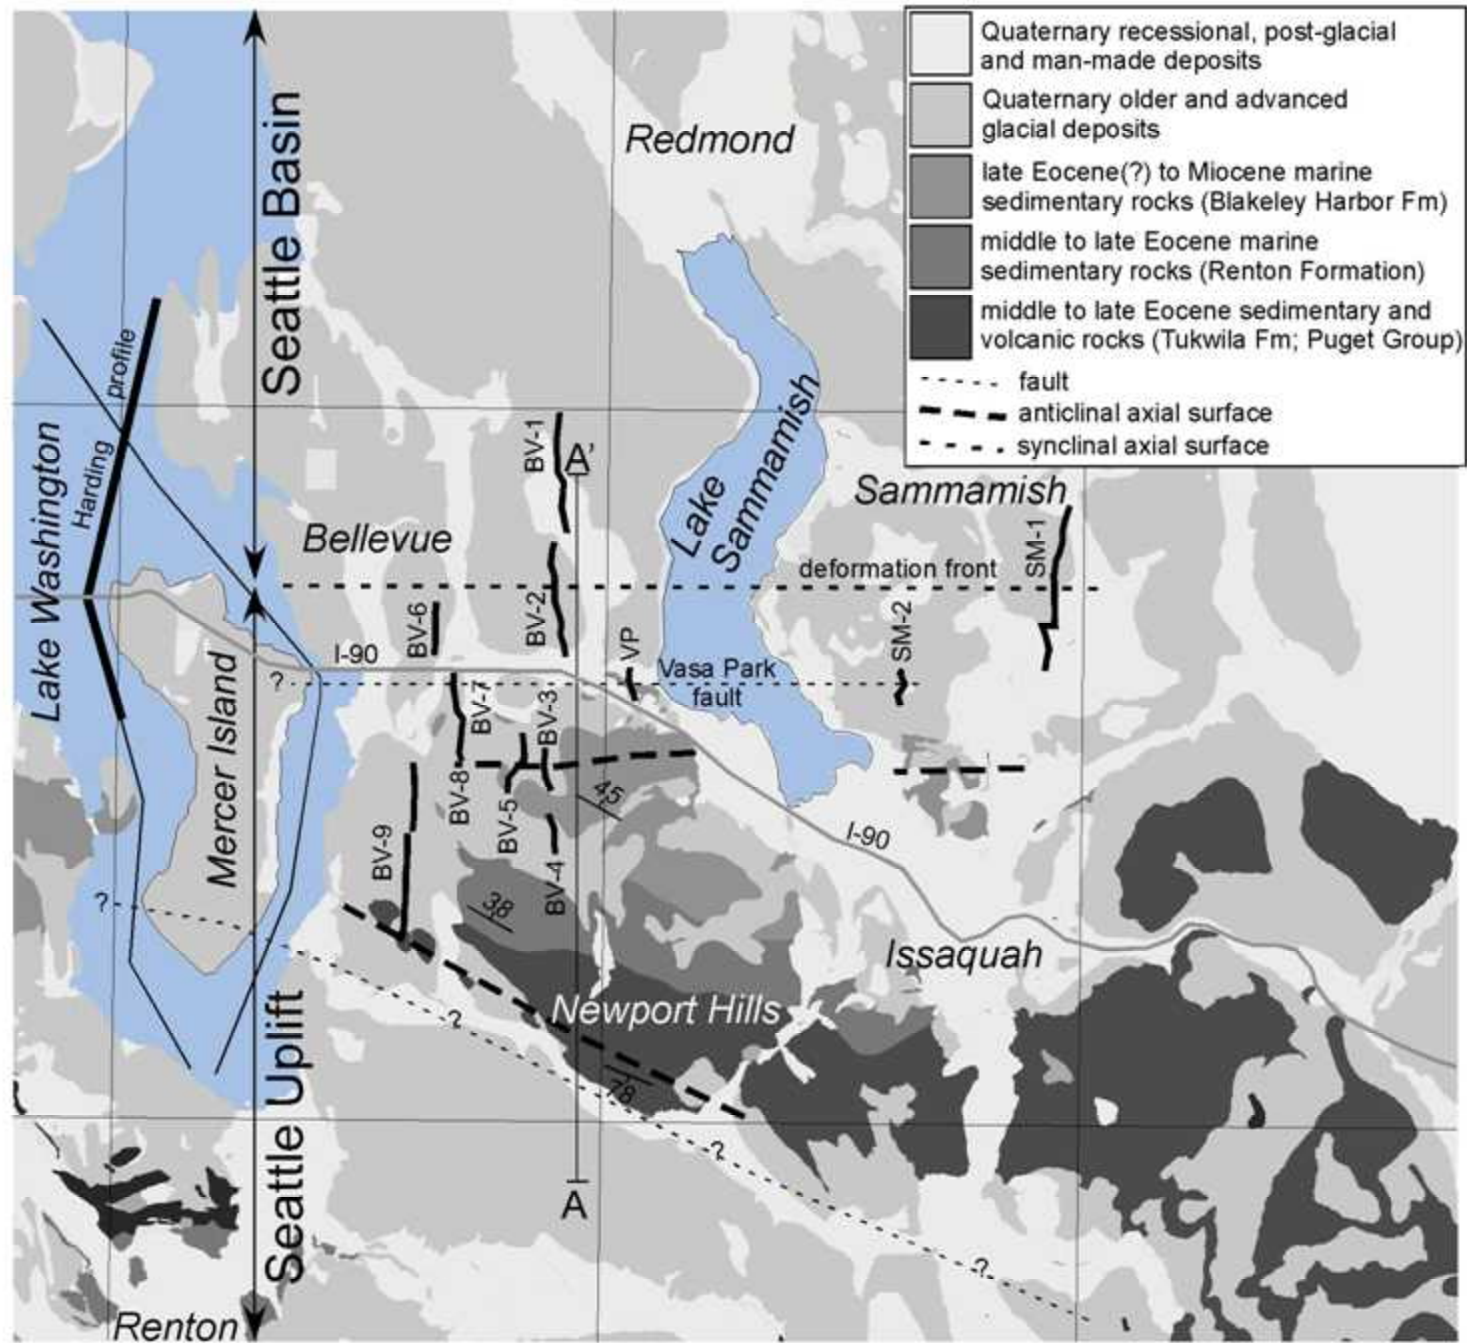 Quaternary recessional, post-glacial
and man-made deposits
Quaternary older and advanced
glacial deposits
late Eocene(?) to Miocene marine
sedimentary rocks (Blakeley Harbor Fm)
middle to late Eocene marine
sedimentary rocks (Renton Formation)
middle to late Eocene sedimentary and
volcanic rocks (Tukwila Fm; Puget Group)
fault
anticlinal axial surface
synclinal axial surface
Seattle Basin
Redmond
Harding profile
Lake Washington
BV-1
A'
Lake
Sammamish
Sammamish
SM-1
Bellevue
deformation front
BV-6
BV-2
SM-2
VP
I-90
?
Vasa Park
fault
Mercer Island
BV-7
BV-3
BV-8
BV-5
45
I-90
BV-9
BV-4
?
38
Issaquah
Newport Hills
?
Seattle Uplift
78
?
A
?
Renton